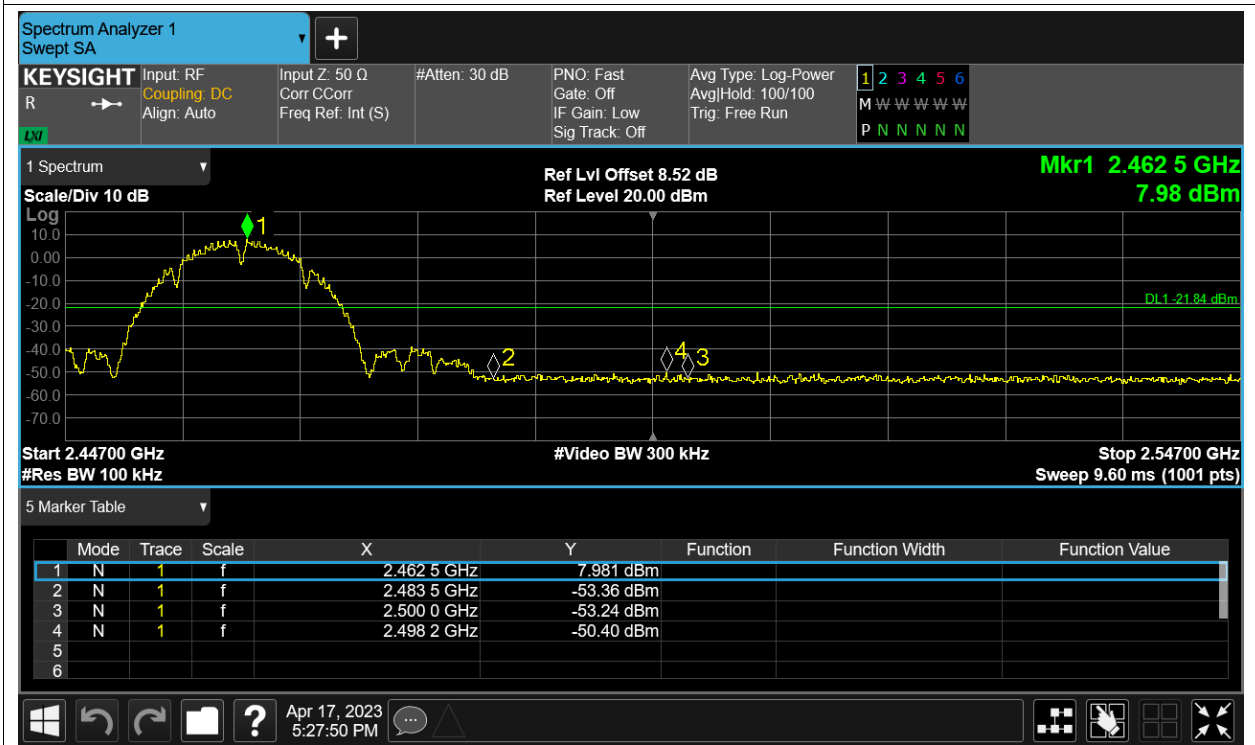 Spectrum Analyzer 1
Swept SA
KEYSIGHT Input: RF Input Z: 50 Ω #Atten: 30 dB PNO: Fast Avg Type: Log-Power 1 2 3 4 5 6
R Coupling: DC Corr CCorr Gate: Off Avg|Hold: 100/100 M W W W W W
Align: Auto Freq Ref: Int (S) IF Gain: Low Trig: Free Run
LXI Sig Track: Off P N N N N N
1 Spectrum Ref Lvl Offset 8.52 dB Mkr1 2.462 5 GHz
Scale/Div 10 dB Ref Level 20.00 dBm 7.98 dBm
Log
10.0
0.00
-10.0
-20.0
-30.0
-40.0
-50.0
-60.0
-70.0
1
DL1 -21.84 dBm
2 4 3
Start 2.44700 GHz #Video BW 300 kHz Stop 2.54700 GHz
#Res BW 100 kHz Sweep 9.60 ms (1001 pts)
5 Marker Table
Mode Trace Scale X Y Function Function Width Function Value
1 N 1 f 2.462 5 GHz 7.981 dBm
2 N 1 f 2.483 5 GHz -53.36 dBm
3 N 1 f 2.500 0 GHz -53.24 dBm
4 N 1 f 2.498 2 GHz -50.40 dBm
5
6
? Apr 17, 2023
5:27:50 PM